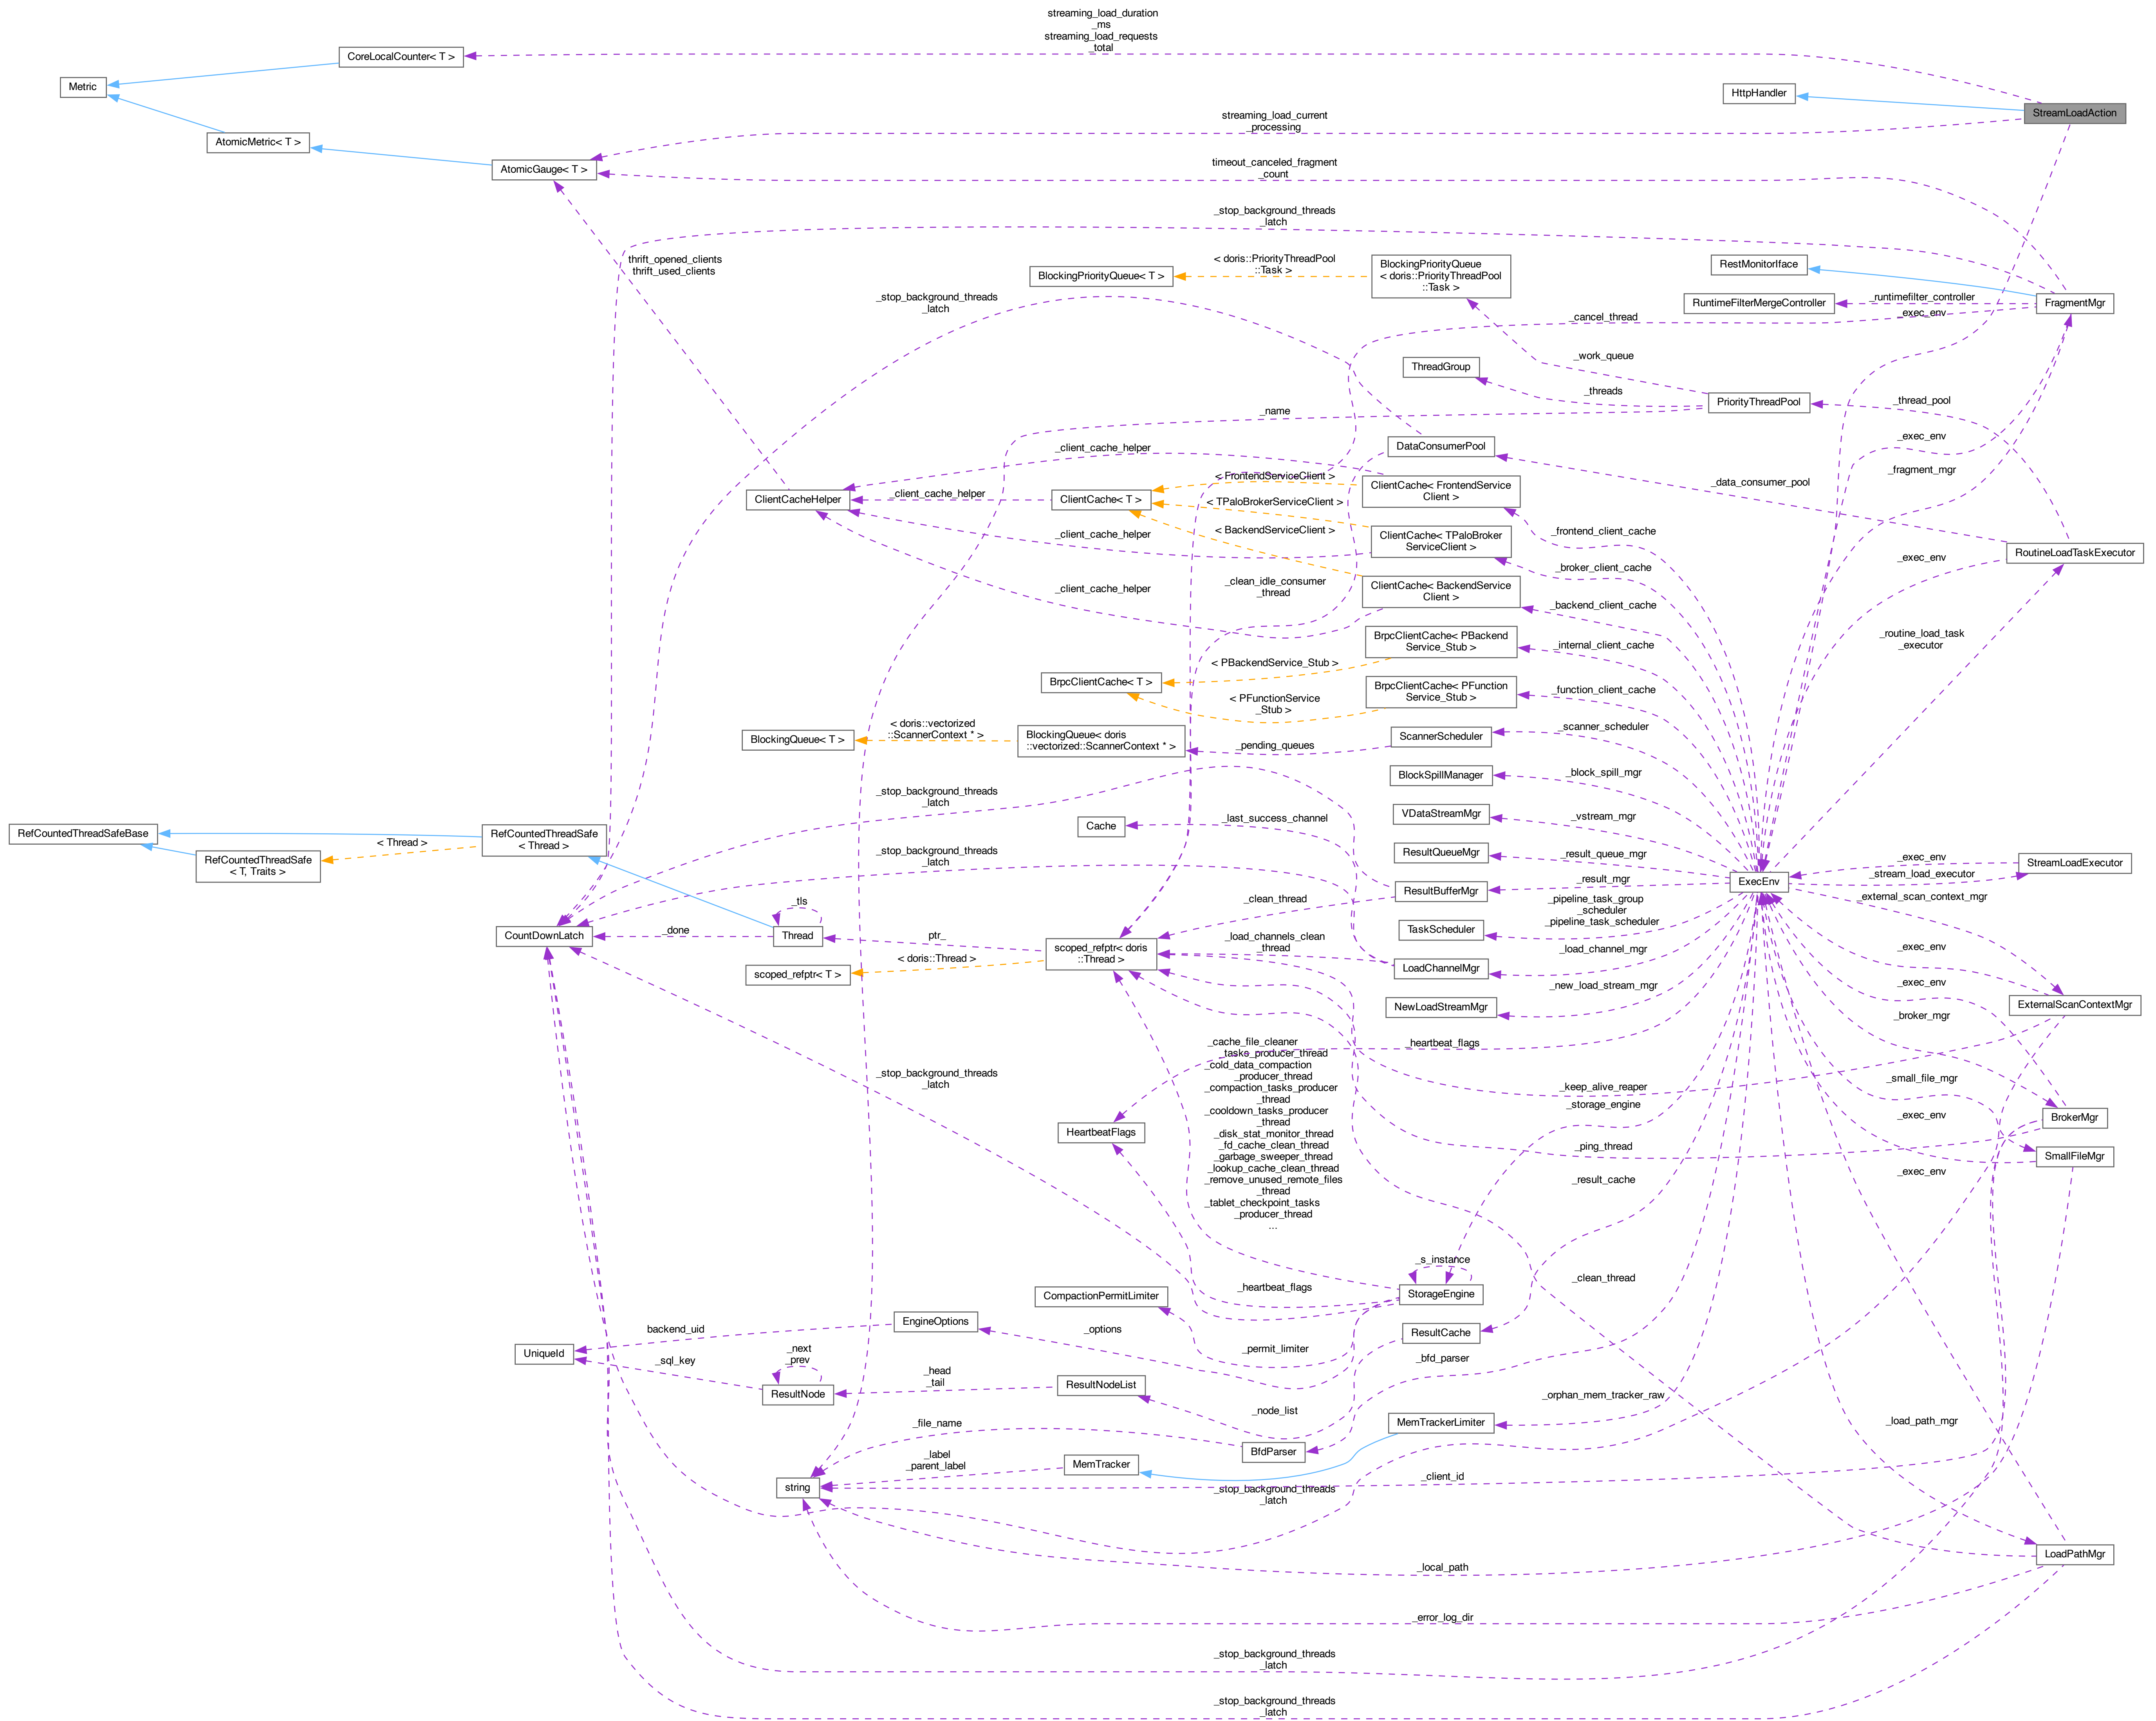 streaming_load_duration
_ms
streaming_load_requests
_total
CoreLocalCounter< T >
Metric
HttpHandler
StreamLoadAction
streaming_load_current
_processing
AtomicMetric< T >
AtomicGauge< T >
timeout_canceled_fragment
_count
_stop_background_threads
_latch
thrift_opened_clients
thrift_used_clients
< doris::PriorityThreadPool
::Task >
BlockingPriorityQueue< T >
BlockingPriorityQueue
< doris::PriorityThreadPool
::Task >
RestMonitorIface
_stop_background_threads
_latch
RuntimeFilterMergeController
_runtimefilter_controller
FragmentMgr
_cancel_thread
_exec_env
_work_queue
ThreadGroup
_threads
PriorityThreadPool
_thread_pool
_name
_exec_env
_client_cache_helper
DataConsumerPool
_fragment_mgr
< FrontendServiceClient >
ClientCache< FrontendService
Client >
_data_consumer_pool
ClientCacheHelper
_client_cache_helper
ClientCache< T >
< TPaloBrokerServiceClient >
< BackendServiceClient >
_frontend_client_cache
_client_cache_helper
ClientCache< TPaloBroker
ServiceClient >
RoutineLoadTaskExecutor
_exec_env
_broker_client_cache
_client_cache_helper
_clean_idle_consumer
_thread
ClientCache< BackendService
Client >
_backend_client_cache
BrpcClientCache< PBackend
Service_Stub >
_internal_client_cache
_routine_load_task
_executor
< PBackendService_Stub >
BrpcClientCache< T >
BrpcClientCache< PFunction
Service_Stub >
_function_client_cache
< PFunctionService
_Stub >
< doris::vectorized
::ScannerContext * >
BlockingQueue< T >
BlockingQueue< doris
::vectorized::ScannerContext * >
_pending_queues
ScannerScheduler
_scanner_scheduler
BlockSpillManager
_block_spill_mgr
_stop_background_threads
_latch
VDataStreamMgr
_vstream_mgr
Cache
_last_success_channel
RefCountedThreadSafeBase
RefCountedThreadSafe
< Thread >
< Thread >
RefCountedThreadSafe
< T, Traits >
_stop_background_threads
_latch
ResultQueueMgr
_result_queue_mgr
_exec_env
StreamLoadExecutor
_stream_load_executor
ExecEnv
ResultBufferMgr
_result_mgr
_clean_thread
_tls
_external_scan_context_mgr
_pipeline_task_group
_scheduler
_pipeline_task_scheduler
TaskScheduler
CountDownLatch
_done
Thread
ptr_
scoped_refptr< doris
::Thread >
_load_channels_clean
_thread
_load_channel_mgr
_exec_env
< doris::Thread >
scoped_refptr< T >
LoadChannelMgr
_exec_env
_new_load_stream_mgr
NewLoadStreamMgr
ExternalScanContextMgr
_broker_mgr
_cache_file_cleaner
_tasks_producer_thread
_cold_data_compaction
_producer_thread
_compaction_tasks_producer
_thread
_cooldown_tasks_producer
_thread
_disk_stat_monitor_thread
_fd_cache_clean_thread
_garbage_sweeper_thread
_lookup_cache_clean_thread
_remove_unused_remote_files
_thread
_tablet_checkpoint_tasks
_producer_thread
...
_heartbeat_flags
_stop_background_threads
_latch
_keep_alive_reaper
_small_file_mgr
_storage_engine
_exec_env
BrokerMgr
HeartbeatFlags
_ping_thread
SmallFileMgr
_result_cache
_exec_env
_s_instance
_clean_thread
StorageEngine
_heartbeat_flags
CompactionPermitLimiter
EngineOptions
_options
backend_uid
ResultCache
_permit_limiter
UniqueId
_sql_key
_next
_prev
ResultNode
_head
_tail
ResultNodeList
_bfd_parser
_orphan_mem_tracker_raw
_node_list
_file_name
MemTrackerLimiter
_load_path_mgr
BfdParser
_label
_parent_label
MemTracker
_client_id
string
_stop_background_threads
_latch
_local_path
LoadPathMgr
_error_log_dir
_stop_background_threads
_latch
_stop_background_threads
_latch